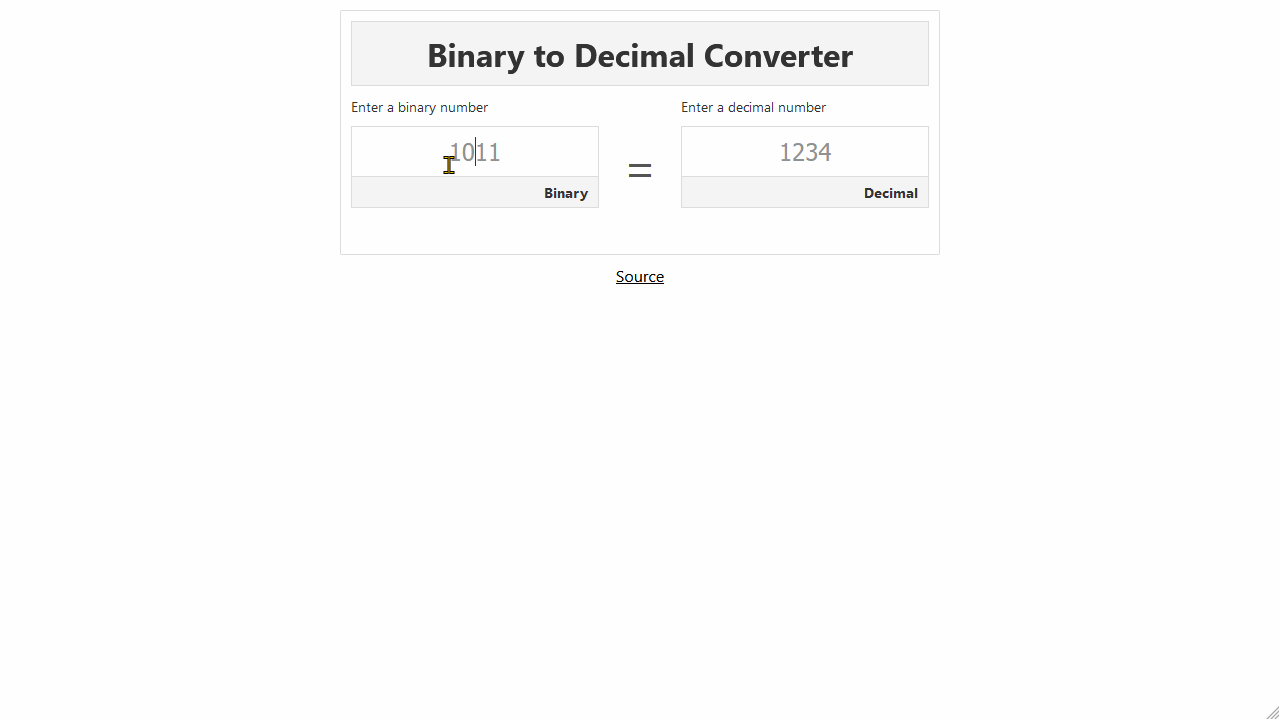 Binary to Decimal Converter
Enter a binary number
Enter a decimal number
1011
=
1234
Binary
Decimal
Source